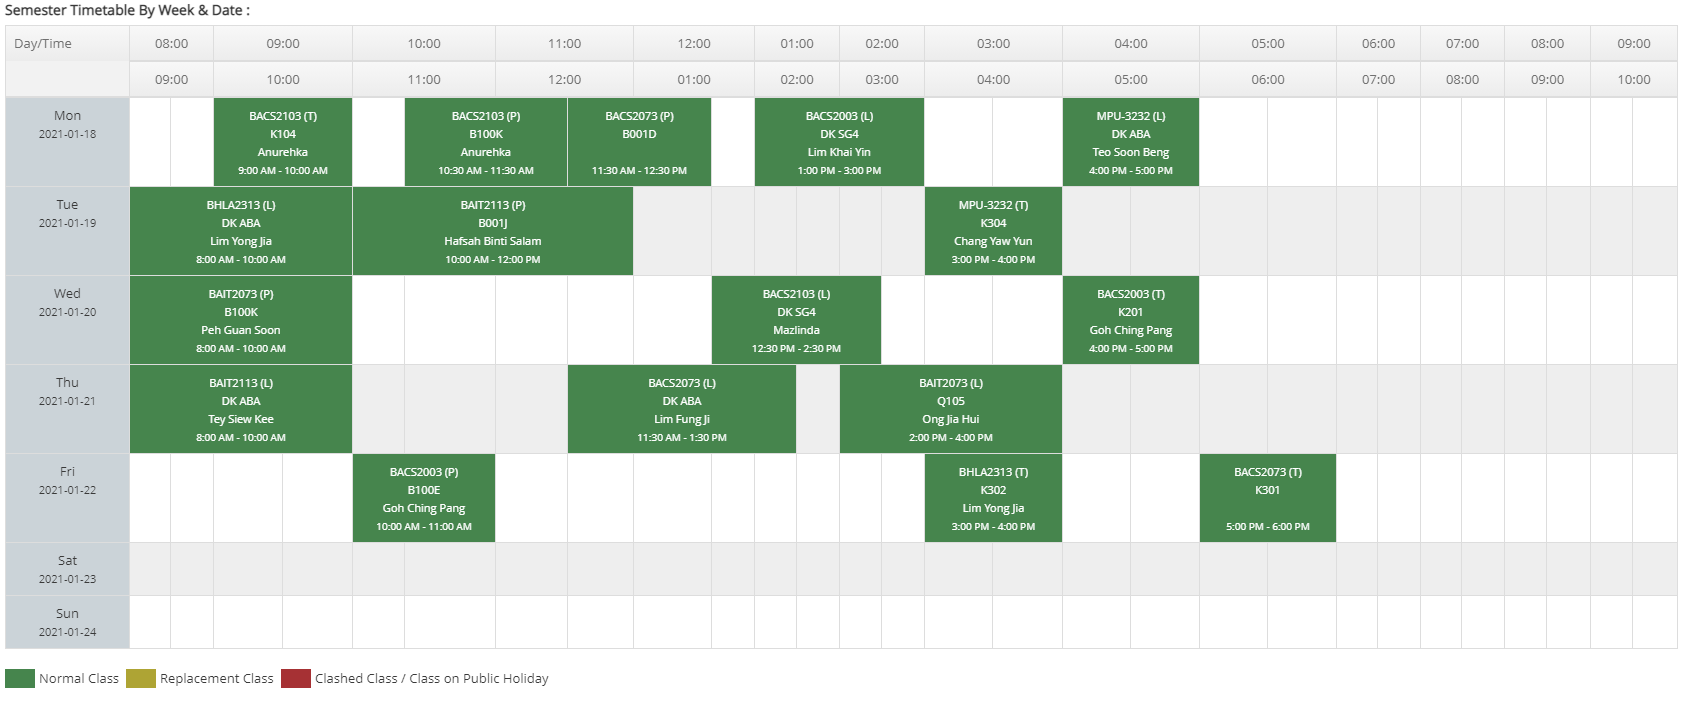 Semester Timetable By Week & Date :
Day/Time 08:00 09:00 10:00 11:00 12:00 01:00 02:00 03:00 04:00 05:00 06:00 07:00 08:00 09:00
09:00 10:00 11:00 12:00 01:00 02:00 03:00 04:00 05:00 06:00 07:00 08:00 09:00 10:00
Mon
2021-01-18
BACS2103 (T)
K104
Anurehka
9:00 AM - 10:00 AM
BACS2103 (P)
B100K
Anurehka
10:30 AM - 11:30 AM
BACS2073 (P)
B001D
11:30 AM - 12:30 PM
BACS2003 (L)
DK SG4
Lim Khai Yin
1:00 PM - 3:00 PM
MPU-3232 (L)
DK ABA
Teo Soon Beng
4:00 PM - 5:00 PM
Tue
2021-01-19
BHLA2313 (L)
DK ABA
Lim Yong Jia
8:00 AM - 10:00 AM
BAIT2113 (P)
B001J
Hafsah Binti Salam
10:00 AM - 12:00 PM
MPU-3232 (T)
K304
Chang Yaw Yun
3:00 PM - 4:00 PM
Wed
2021-01-20
BAIT2073 (P)
B100K
Peh Guan Soon
8:00 AM - 10:00 AM
BACS2103 (L)
DK SG4
Mazlinda
12:30 PM - 2:30 PM
BACS2003 (T)
K201
Goh Ching Pang
4:00 PM - 5:00 PM
Thu
2021-01-21
BAIT2113 (L)
DK ABA
Tey Siew Kee
8:00 AM - 10:00 AM
BACS2073 (L)
DK ABA
Lim Fung Ji
11:30 AM - 1:30 PM
BAIT2073 (L)
Q105
Ong Jia Hui
2:00 PM - 4:00 PM
Fri
2021-01-22
BACS2003 (P)
B100E
Goh Ching Pang
10:00 AM - 11:00 AM
BHLA2313 (T)
K302
Lim Yong Jia
3:00 PM - 4:00 PM
BACS2073 (T)
K301
5:00 PM - 6:00 PM
Sat
2021-01-23
Sun
2021-01-24
Normal Class Replacement Class Clashed Class / Class on Public Holiday